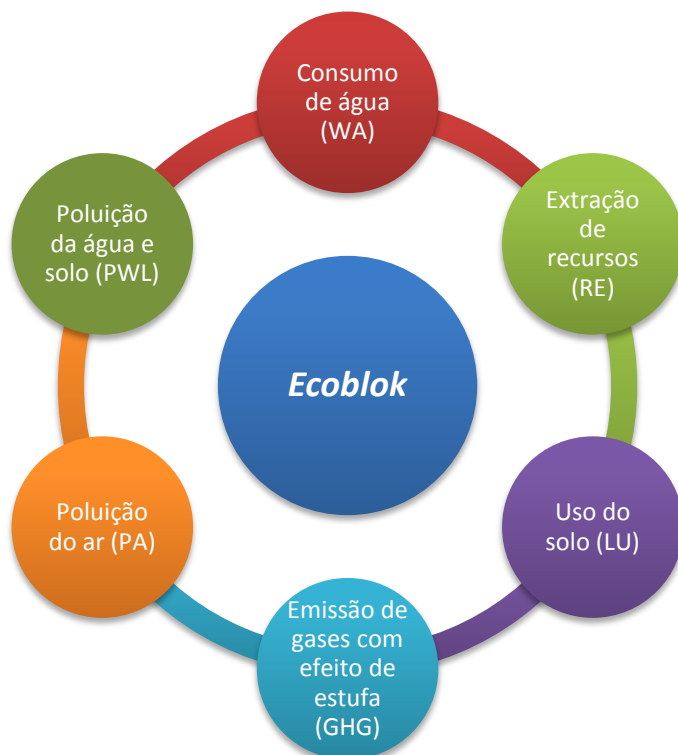 Consumo
de água
(WA)
Extração
de
recursos
(RE)
Uso do
solo (LU)
Emissão de
gases com
efeito de
estufa
(GHG)
Poluição
do ar (PA)
Poluição
da água e
solo (PWL)
Ecoblok